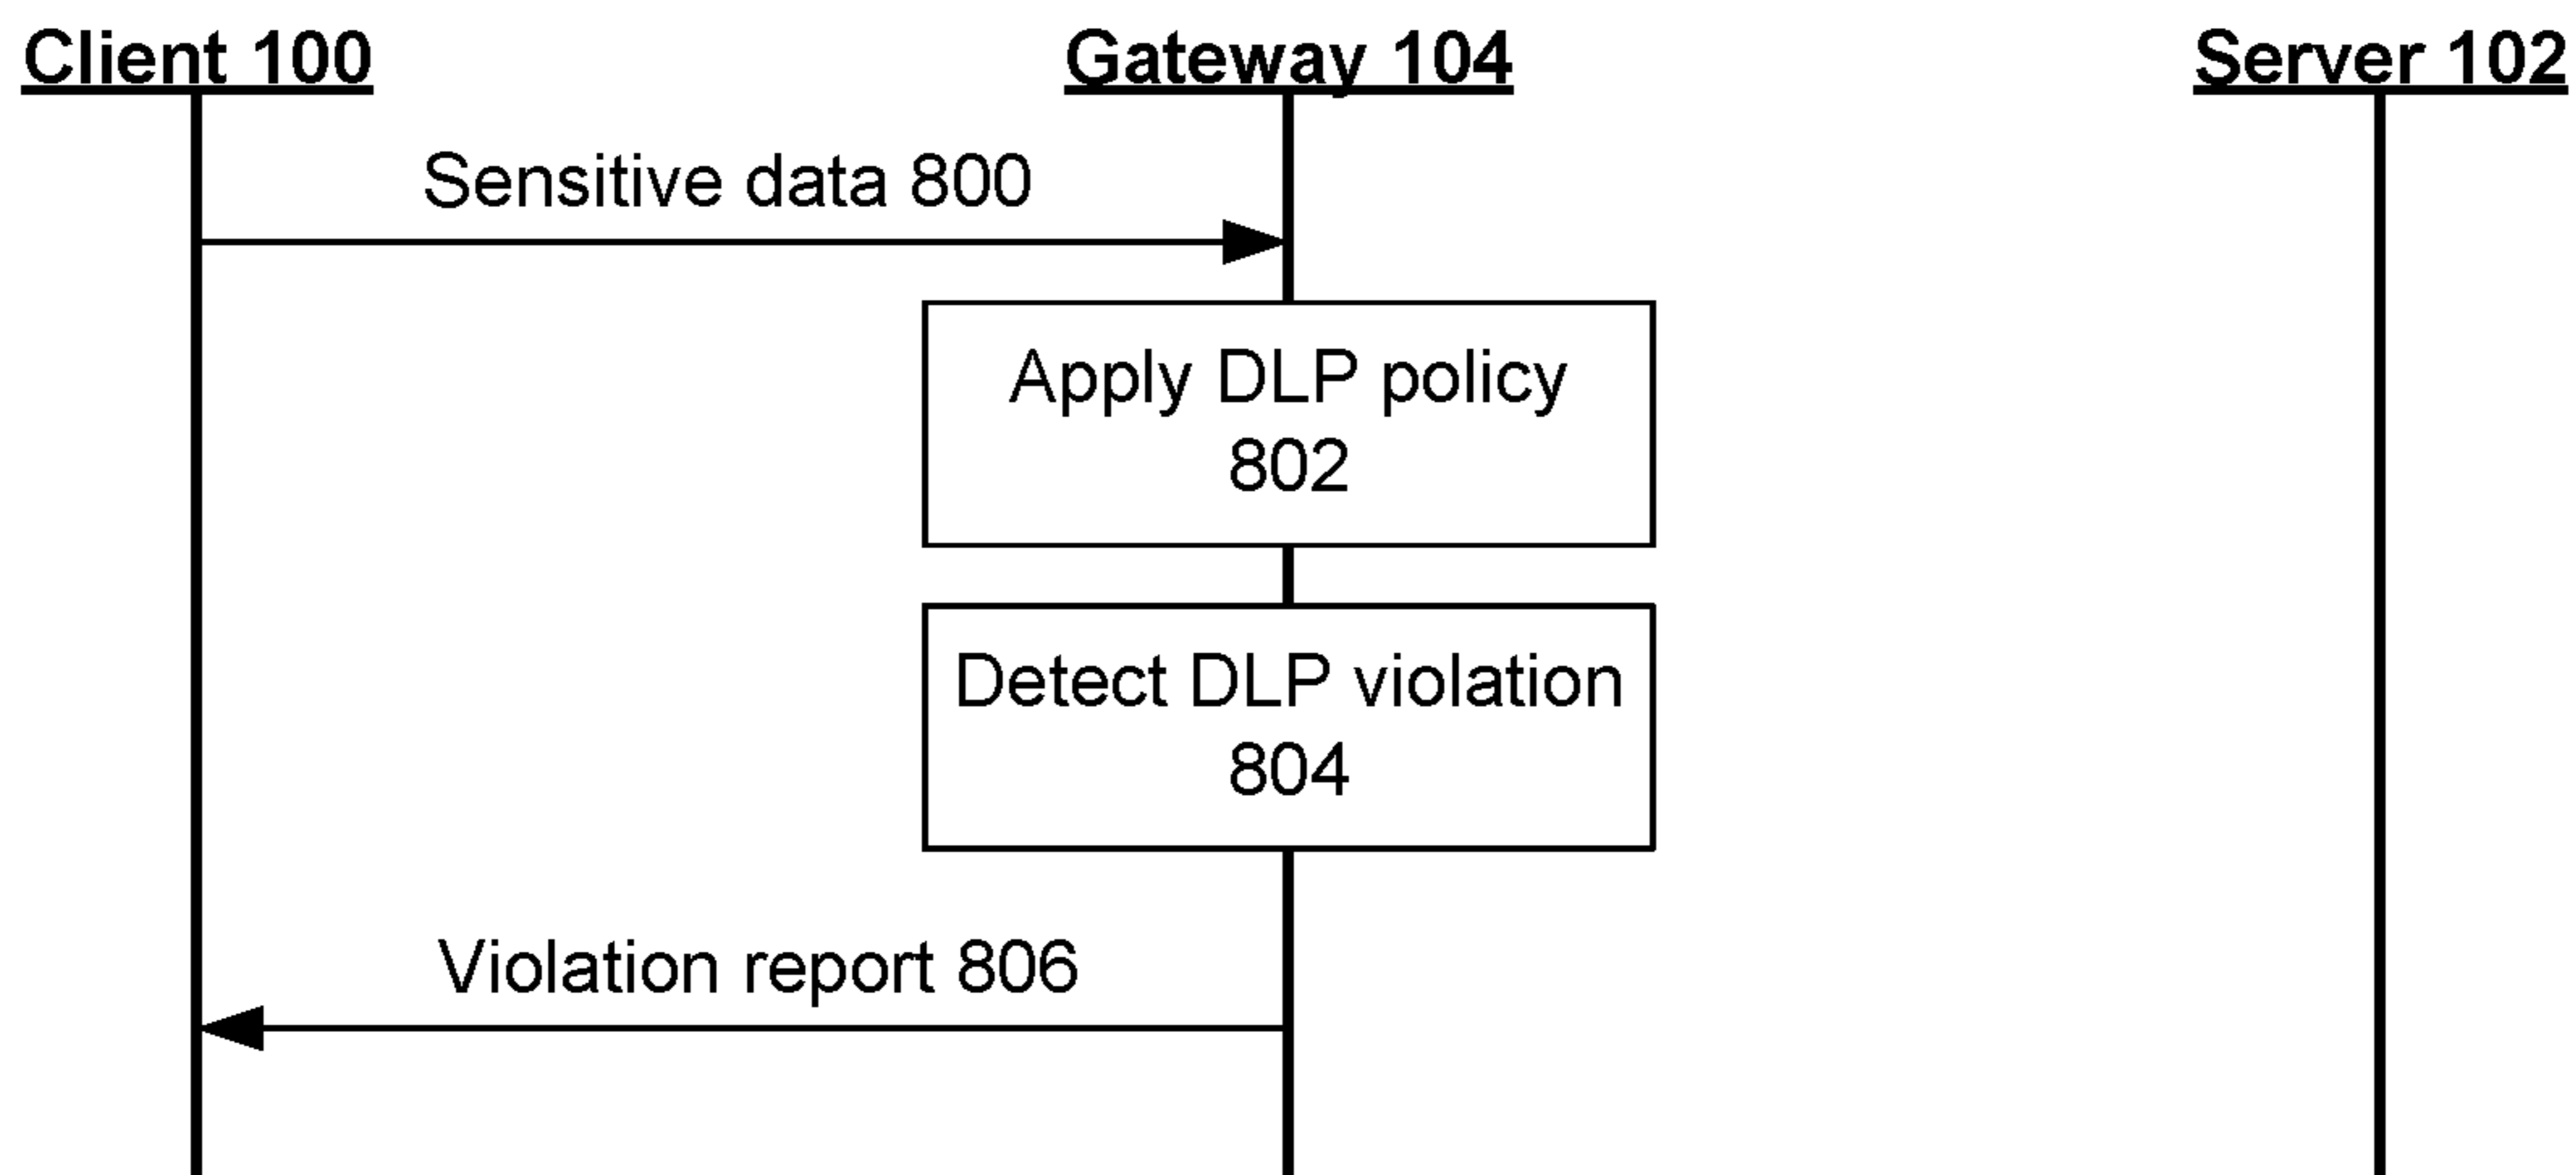 Client 100
Gateway 104
Server 102
Sensitive data 800
Apply DLP policy
802
Detect DLP violation
804
Violation report 806